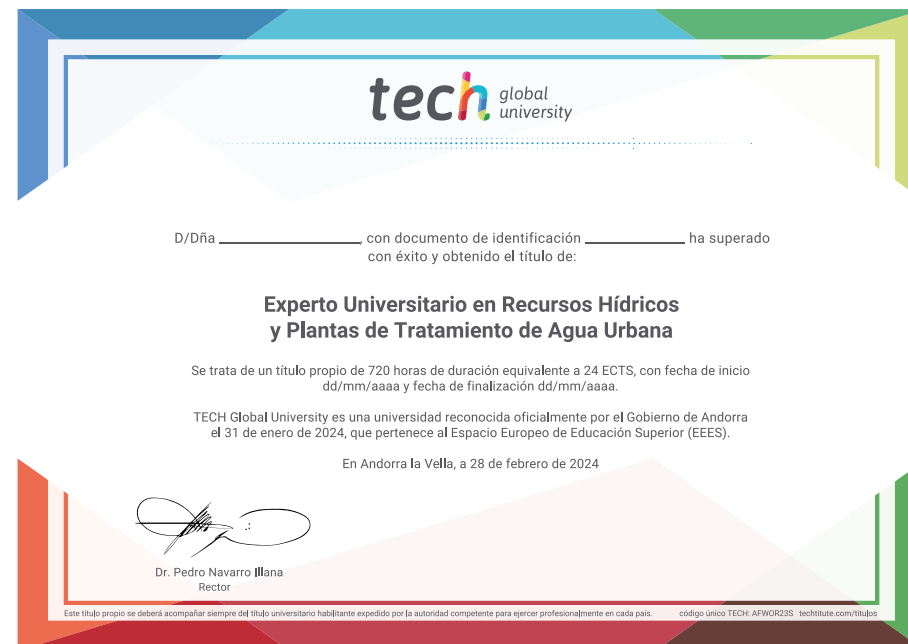 tech global
university
D/Dña ______________, con documento de identificación __________ ha superado
con éxito y obtenido el título de:
Experto Universitario en Recursos Hídricos
y Plantas de Tratamiento de Agua Urbana
Se trata de un título propio de 720 horas de duración equivalente a 24 ECTS, con fecha de inicio
dd/mm/aaaa y fecha de finalización dd/mm/aaaa.
TECH Global University es una universidad reconocida oficialmente por el Gobierno de Andorra
el 31 de enero de 2024, que pertenece al Espacio Europeo de Educación Superior (EEES).
En Andorra la Vella, a 28 de febrero de 2024
Dr. Pedro Navarro Illana
Rector
Este título propio se deberá acompañar siempre del título universitario habilitante expedido por la autoridad competente para ejercer profesionalmente en cada país. código único TECH: AFWOR23S techtitute.com/titulos